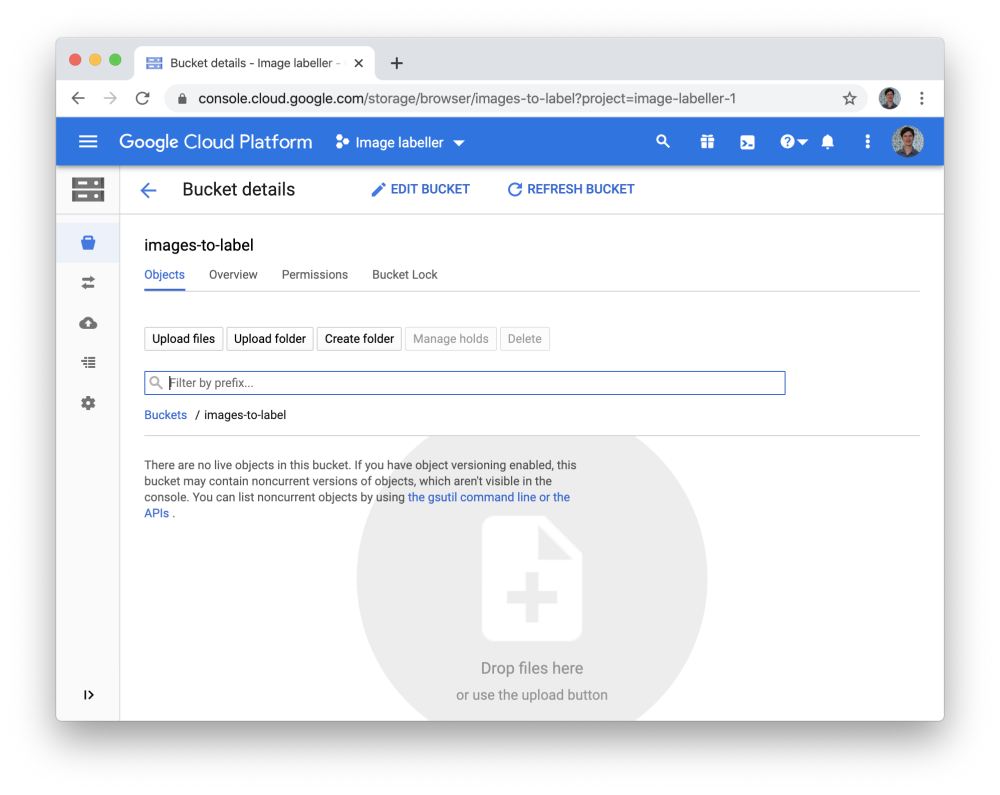 Bucket details - Image labeller -
console.cloud.google.com/storage/browser/images-to-label?project=image-labeller-1
Google Cloud Platform Image labeller
Bucket details EDIT BUCKET REFRESH BUCKET
images-to-label
Objects Overview Permissions Bucket Lock
Upload files Upload folder Create folder Manage holds Delete
Filter by prefix...
Buckets / images-to-label
There are no live objects in this bucket. If you have object versioning enabled, this
bucket may contain noncurrent versions of objects, which aren't visible in the
console. You can list noncurrent objects by using the gsutil command line or the
APIs .
Drop files here
or use the upload button